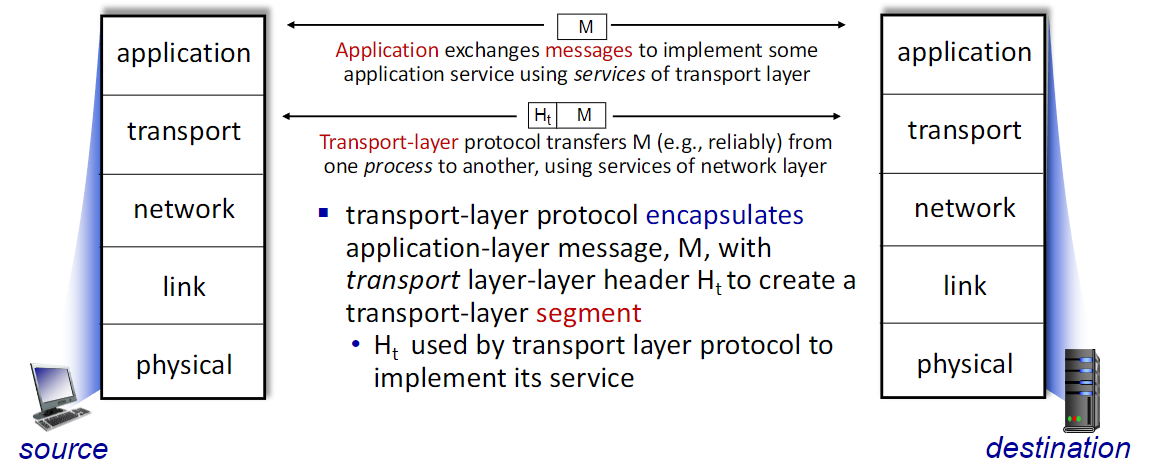 application
transport
network
link
physical
source
M
Application exchanges messages to implement some
application service using services of transport layer
Ht M
Transport-layer protocol transfers M (e.g., reliably) from
one process to another, using services of network layer
▪ transport-layer protocol encapsulates
application-layer message, M, with
transport layer-layer header Ht to create a
transport-layer segment
• Ht used by transport layer protocol to
implement its service
application
transport
network
link
physical
destination